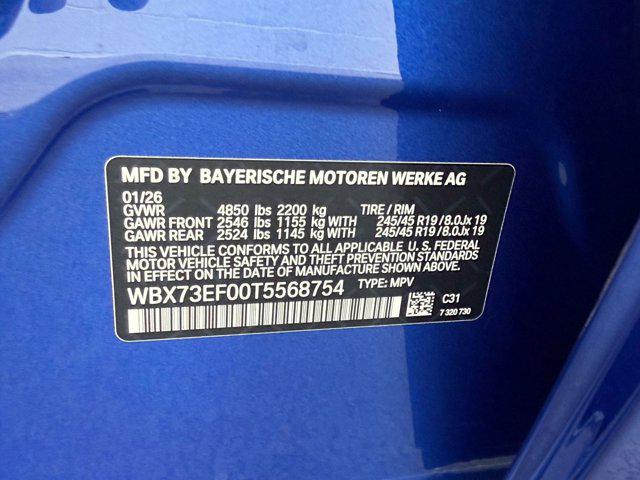 MFD BY BAYERISCHE MOTOREN WERKE AG
01/26
GVWR 4850 lbs 2200 kg TIRE / RIM
GAWR FRONT 2546 lbs 1155 kg WITH 245/45 R19 /8.0Jx 19
GAWR REAR 2524 lbs 1145 kg WITH 245/45 R19 /8.0Jx 19
THIS VEHICLE CONFORMS TO ALL APPLICABLE U. S. FEDERAL
MOTOR VEHICLE SAFETY AND THEFT PREVENTION STANDARDS
IN EFFECT ON THE DATE OF MANUFACTURE SHOWN ABOVE.
WBX73EF00T5568754 TYPE: MPV
C31
7 320 730